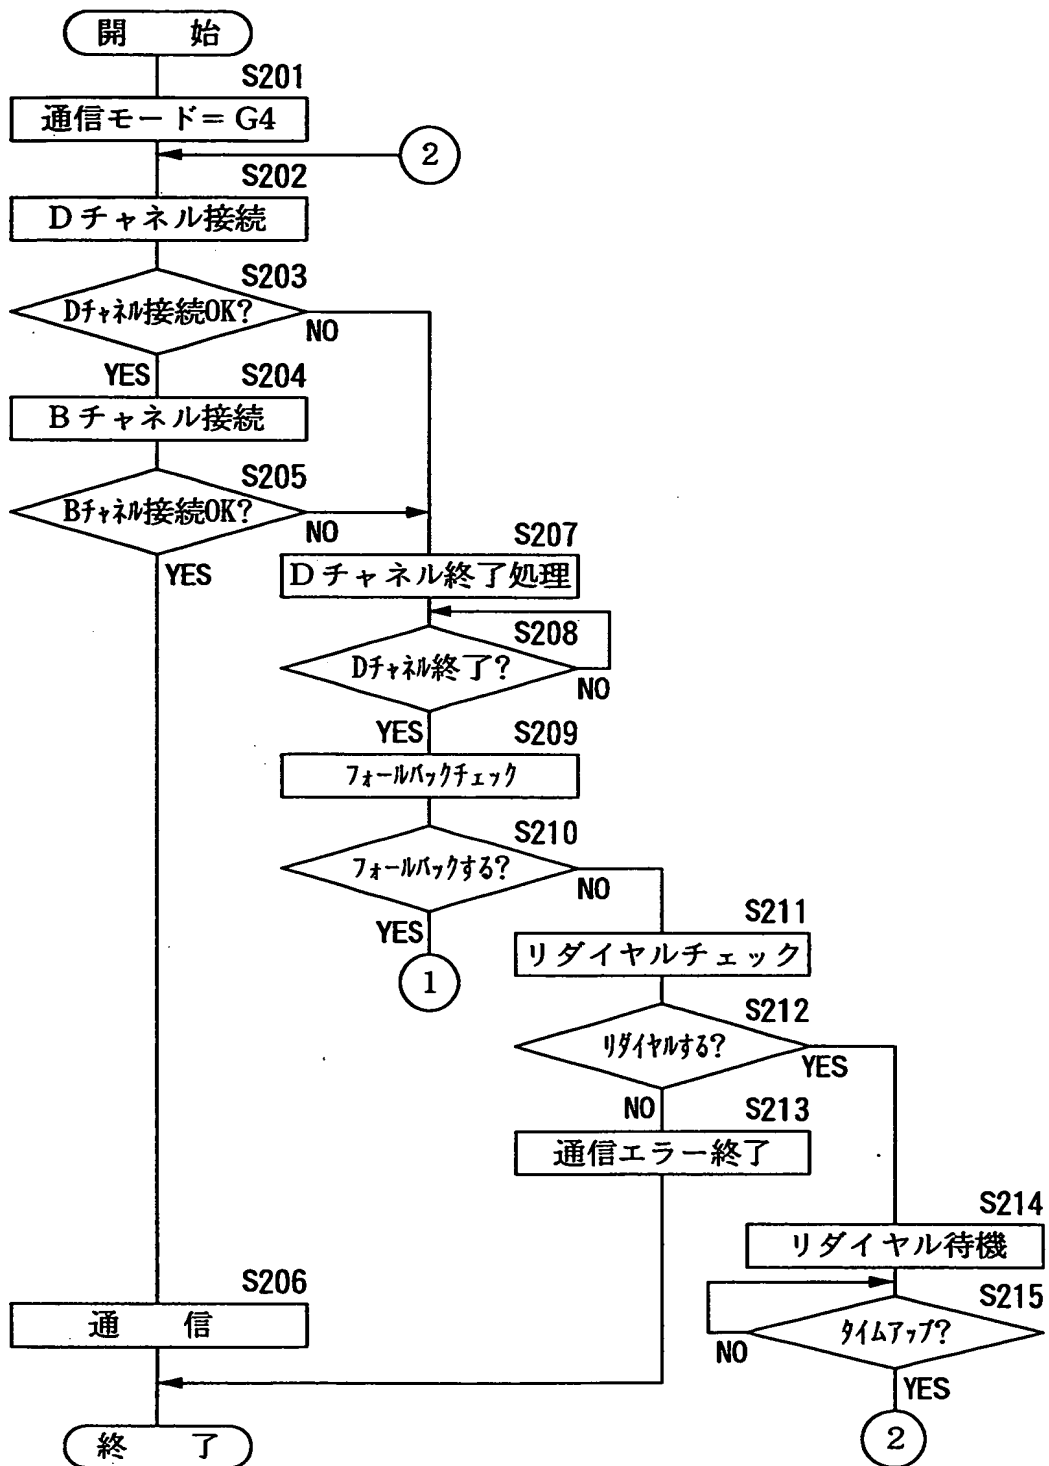 開 始
S201
通信モード＝G4
2
S202
Dチャネル接続
S203
Dチャネル接続OK?
NO
YES
S204
Bチャネル接続
S205
Bチャネル接続OK?
NO
YES
S207
Dチャネル終了処理
S208
Dチャネル終了?
NO
YES
S209
フォールバックチェック
S210
フォールバックする?
NO
YES
1
S211
リダイヤルチェック
S212
リダイヤルする?
YES
NO
S213
通信エラー終了
S214
リダイヤル待機
S215
タイムアップ?
NO
YES
2
S206
通 信
終 了